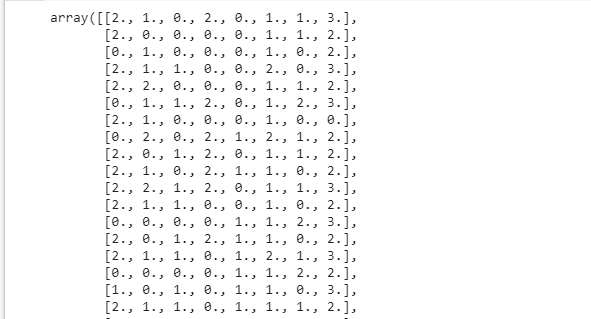 array([[2., 1., 0., 2., 0., 1., 1., 3.],
[2., 0., 0., 0., 0., 1., 1., 2.],
[0., 1., 0., 0., 0., 1., 0., 2.],
[2., 1., 1., 0., 0., 2., 0., 3.],
[2., 2., 0., 0., 0., 1., 1., 2.],
[0., 1., 1., 2., 0., 1., 2., 3.],
[2., 1., 0., 0., 0., 1., 0., 0.],
[0., 2., 0., 2., 1., 2., 1., 2.],
[2., 0., 1., 2., 0., 1., 1., 2.],
[2., 1., 0., 2., 1., 1., 0., 2.],
[2., 2., 1., 2., 0., 1., 1., 3.],
[2., 1., 1., 0., 0., 1., 0., 2.],
[0., 0., 0., 0., 1., 1., 2., 3.],
[2., 0., 1., 2., 1., 1., 0., 2.],
[2., 1., 1., 0., 1., 2., 1., 3.],
[0., 0., 0., 0., 1., 1., 2., 2.],
[1., 0., 1., 0., 1., 1., 0., 3.],
[2., 1., 1., 0., 1., 1., 1., 2.],